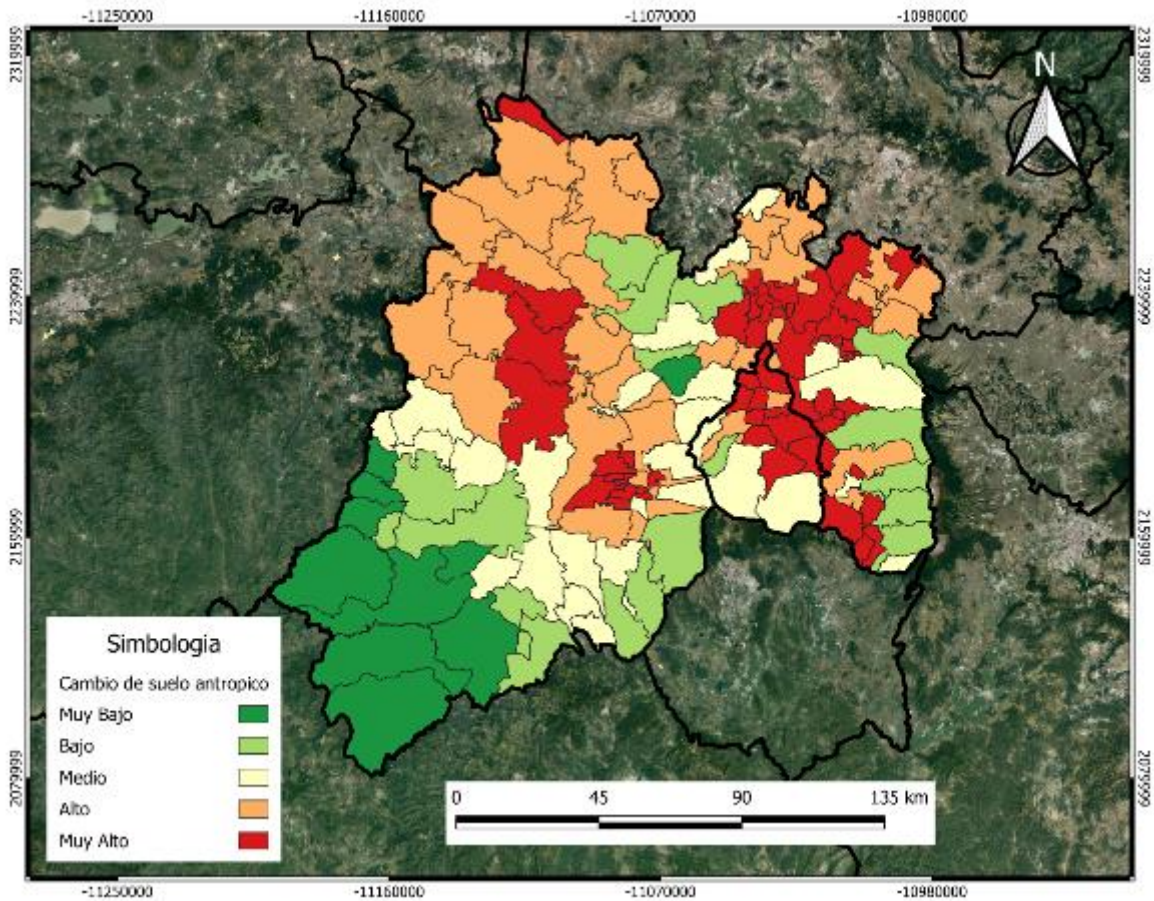 -11250000 -11160000 -11070000 -10980000
2319999 2319999
N
2239999 2239999
2159999 2159999
2079999 2079999
Simbologia
Cambio de suelo antropico
Muy Bajo
Bajo
Medio
Alto
Muy Alto
0 45 90 135 km
-11250000 -11160000 -11070000 -10980000